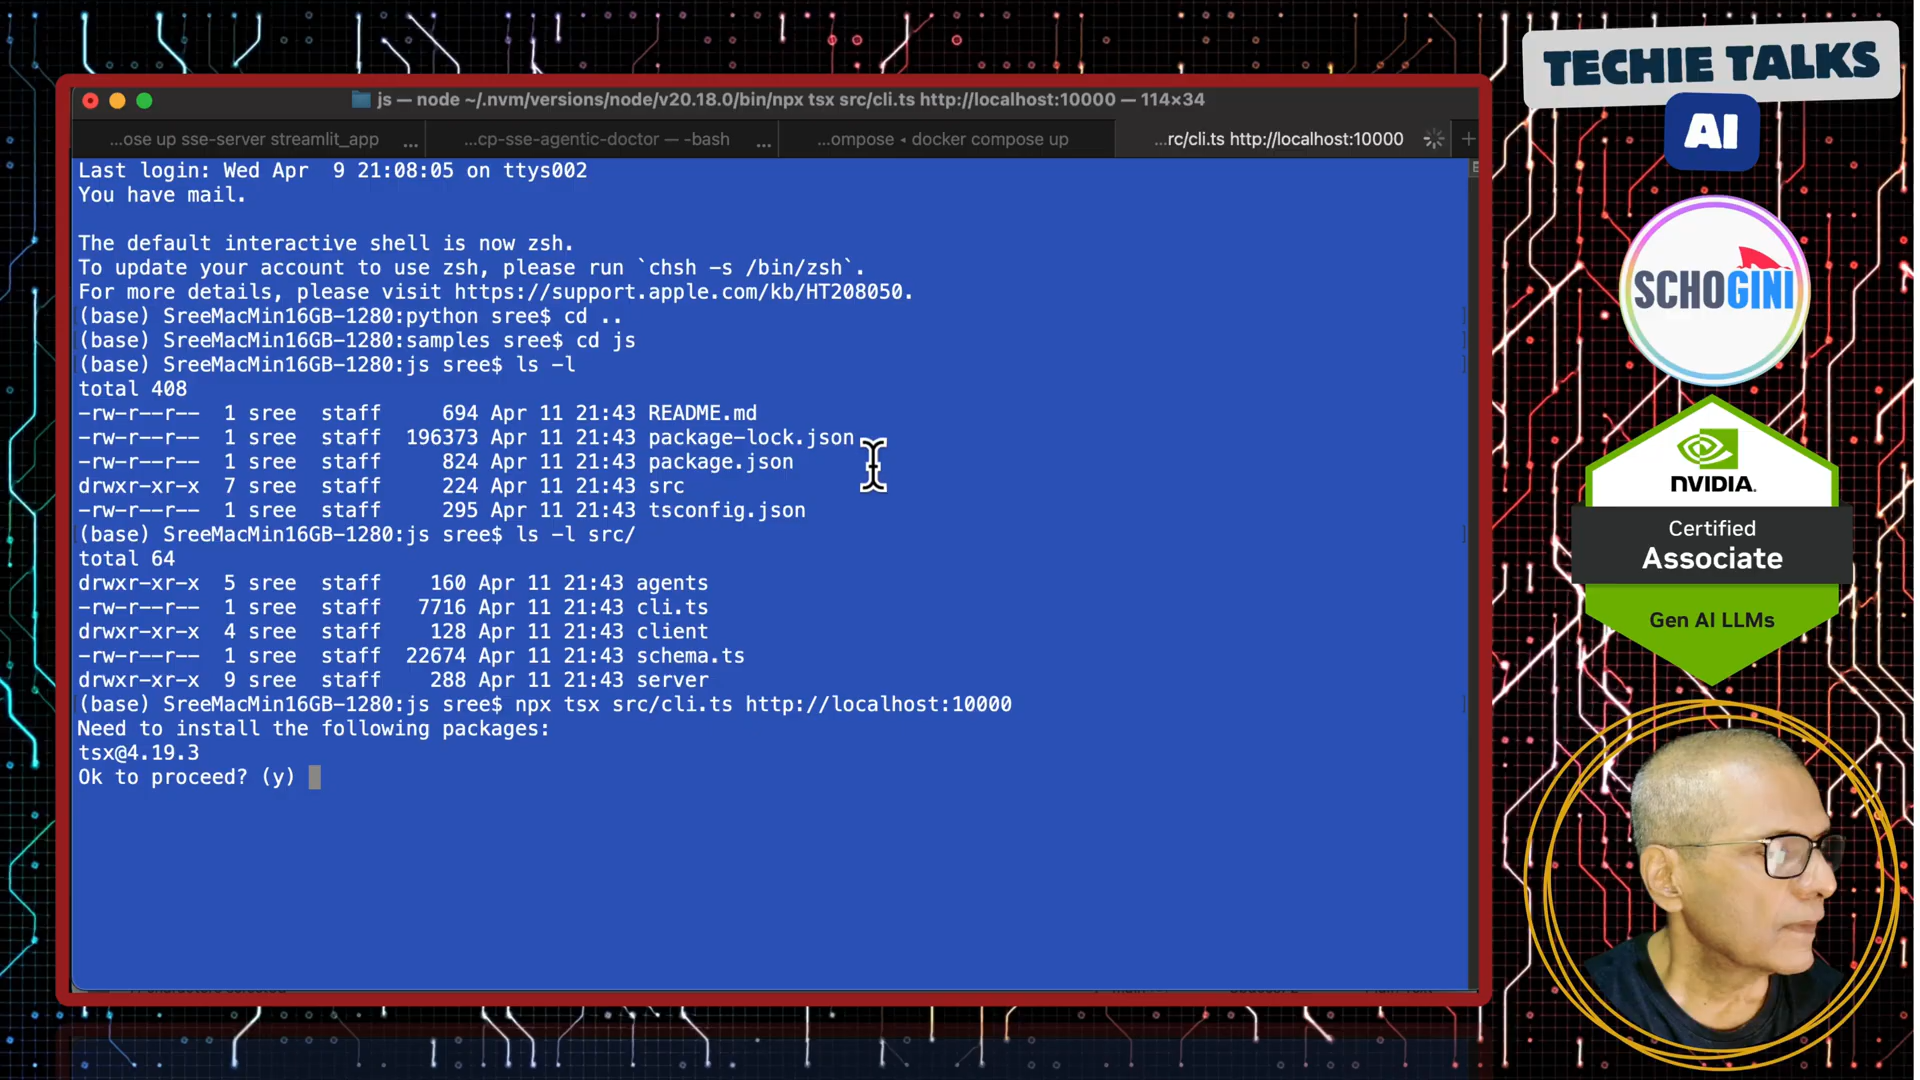 TECHIE TALKS
AI
SCHOGINI
NVIDIA.
Certified
Associate
Gen AI LLMs
js — node ~/.nvm/versions/node/v20.18.0/bin/npx tsx src/cli.ts http://localhost:10000 — 114×34
...ose up sse-server streamlit_app ...
...cp-sse-agentic-doctor — -bash ...
...ompose ◂ docker compose up
...rc/cli.ts http://localhost:10000
Last login: Wed Apr  9 21:08:05 on ttys002
You have mail.
The default interactive shell is now zsh.
To update your account to use zsh, please run `chsh -s /bin/zsh`.
For more details, please visit https://support.apple.com/kb/HT208050.
(base) SreeMacMin16GB-1280:python sree$ cd ..
(base) SreeMacMin16GB-1280:samples sree$ cd js
(base) SreeMacMin16GB-1280:js sree$ ls -l
total 408
-rw-r--r--  1 sree  staff     694 Apr 11 21:43 README.md
-rw-r--r--  1 sree  staff  196373 Apr 11 21:43 package-lock.json
-rw-r--r--  1 sree  staff     824 Apr 11 21:43 package.json
drwxr-xr-x  7 sree  staff     224 Apr 11 21:43 src
-rw-r--r--  1 sree  staff     295 Apr 11 21:43 tsconfig.json
(base) SreeMacMin16GB-1280:js sree$ ls -l src/
total 64
drwxr-xr-x  5 sree  staff    160 Apr 11 21:43 agents
-rw-r--r--  1 sree  staff   7716 Apr 11 21:43 cli.ts
drwxr-xr-x  4 sree  staff    128 Apr 11 21:43 client
-rw-r--r--  1 sree  staff  22674 Apr 11 21:43 schema.ts
drwxr-xr-x  9 sree  staff    288 Apr 11 21:43 server
(base) SreeMacMin16GB-1280:js sree$ npx tsx src/cli.ts http://localhost:10000
Need to install the following packages:
tsx@4.19.3
Ok to proceed? (y)